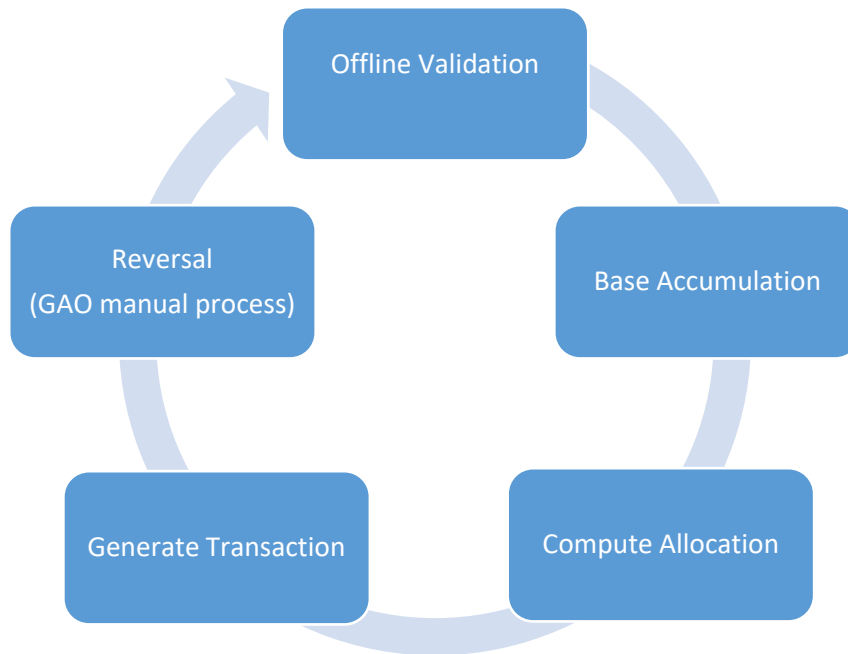 Offline Validation
Base Accumulation
Compute Allocation
Generate Transaction
Reversal
(GAO manual process)